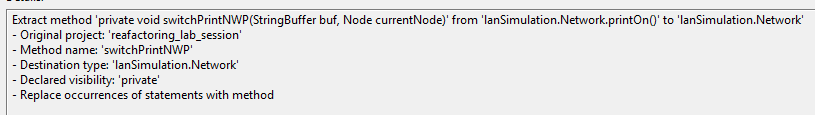 Extract method 'private void switchPrintNWP(StringBuffer buf, Node currentNode)' from 'lanSimulation.Network.printOn()' to 'lanSimulation.Network'
- Original project: 'reafactoring_lab_session'
- Method name: 'switchPrintNWP'
- Destination type: 'lanSimulation.Network'
- Declared visibility: 'private'
- Replace occurrences of statements with method